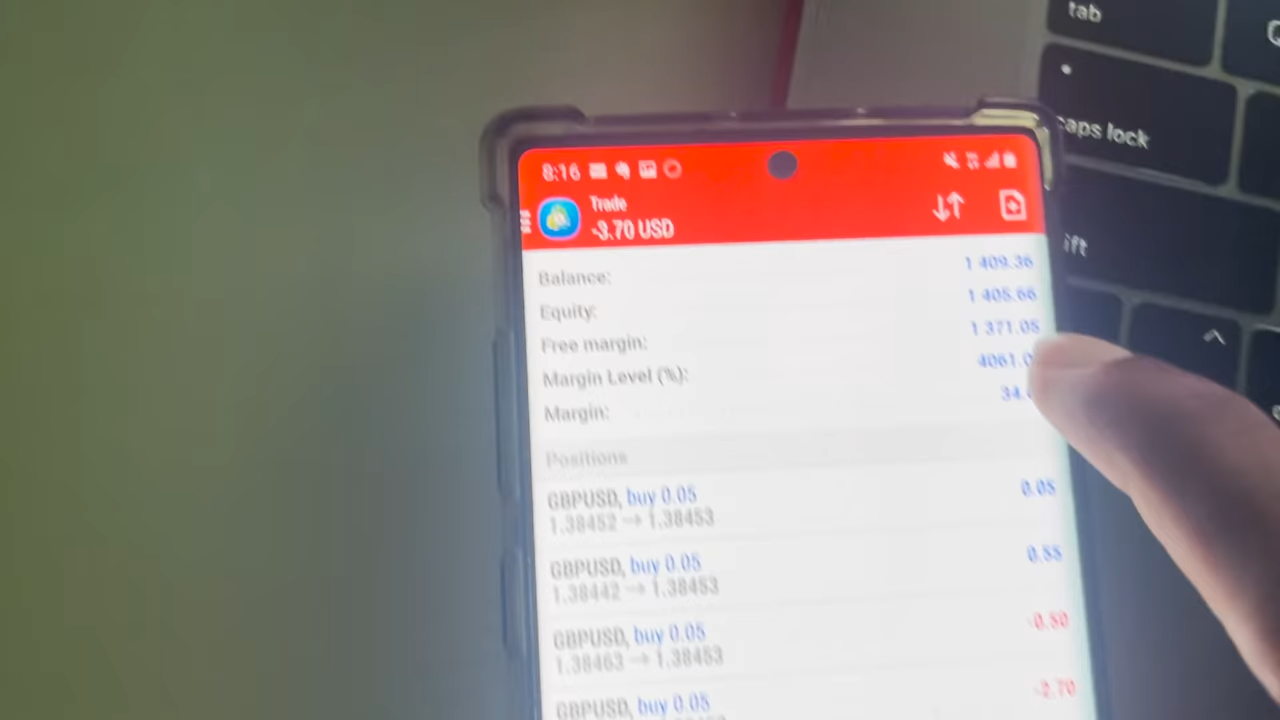 tab
caps lock
ift
8:16
Trade
-3.70 USD
Balance: 1 409.36
Equity: 1 405.66
Free margin: 1 371.05
Margin Level (%): 4061.0
Margin: 34.
Positions
GBPUSD, buy 0.05 0.05
1.38452 → 1.38453
GBPUSD, buy 0.05 0.55
1.38442 → 1.38453
GBPUSD, buy 0.05 -0.50
1.38463 → 1.38453
GBPUSD, buy 0.05 -2.70